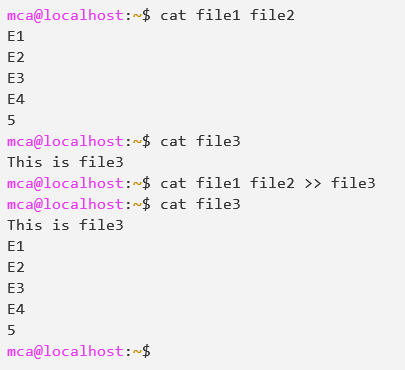 mca@localhost:~$ cat file1 file2
E1
E2
E3
E4
5
mca@localhost:~$ cat file3
This is file3
mca@localhost:~$ cat file1 file2 >> file3
mca@localhost:~$ cat file3
This is file3
E1
E2
E3
E4
5
mca@localhost:~$